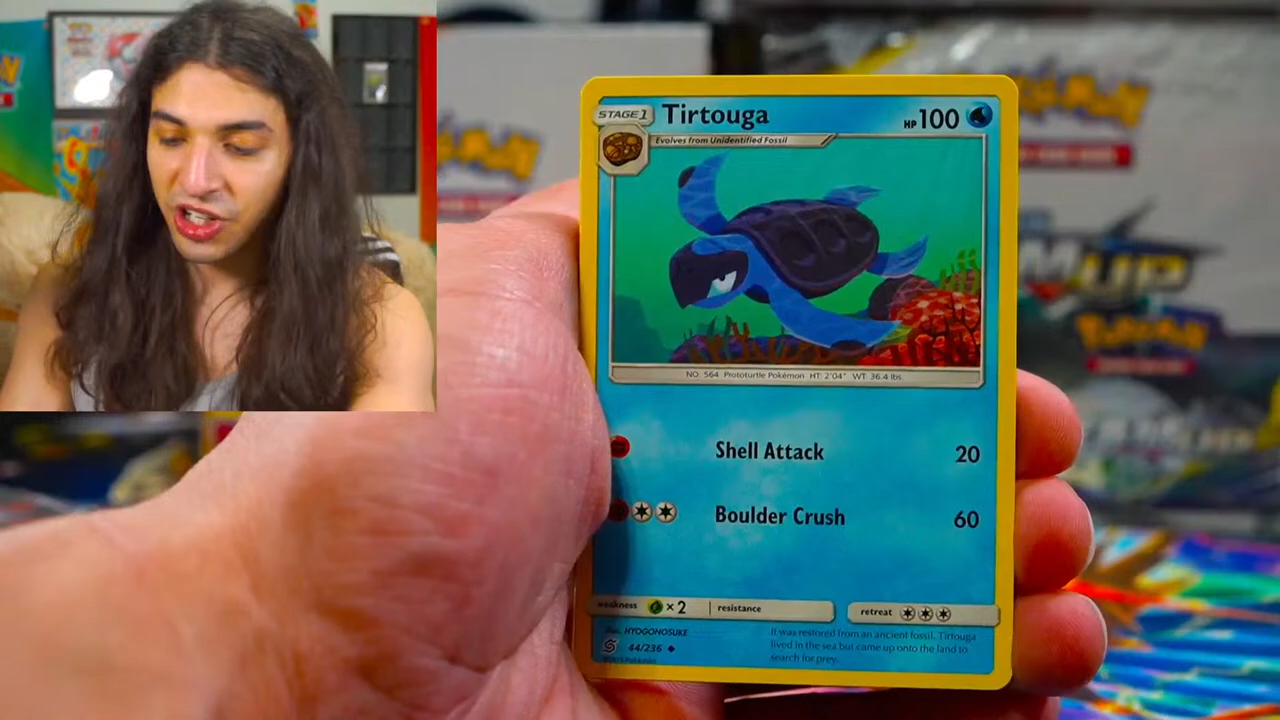 STAGE 1 Tirtouga HP 100
Evolves from Unidentified Fossil
NO. 564 Prototurtle Pokémon HT: 2'04" WT: 36.4 lbs.
Shell Attack 20
Boulder Crush 60
weakness ×2 resistance retreat
Illus. HYOGONOSUKE
44/236
It was restored from an ancient fossil. Tirtouga
lived in the sea but came up onto the land to
search for prey.
Pokémon
Pokémon